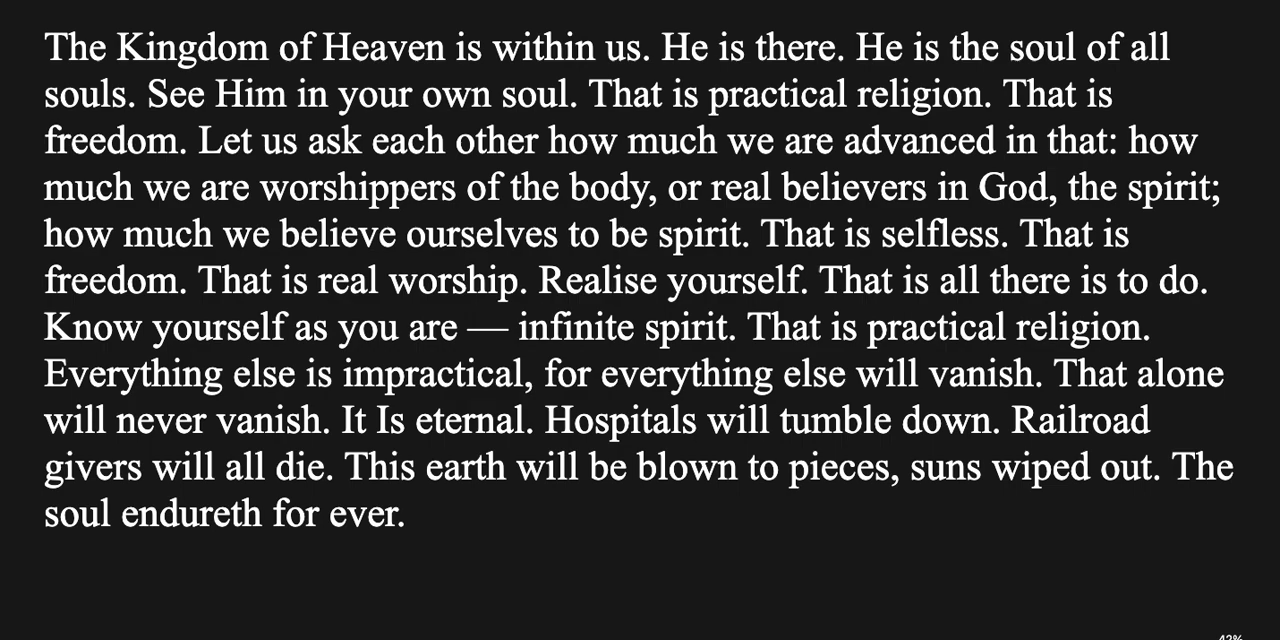 The Kingdom of Heaven is within us. He is there. He is the soul of all
souls. See Him in your own soul. That is practical religion. That is
freedom. Let us ask each other how much we are advanced in that: how
much we are worshippers of the body, or real believers in God, the spirit;
how much we believe ourselves to be spirit. That is selfless. That is
freedom. That is real worship. Realise yourself. That is all there is to do.
Know yourself as you are — infinite spirit. That is practical religion.
Everything else is impractical, for everything else will vanish. That alone
will never vanish. It Is eternal. Hospitals will tumble down. Railroad
givers will all die. This earth will be blown to pieces, suns wiped out. The
soul endureth for ever.